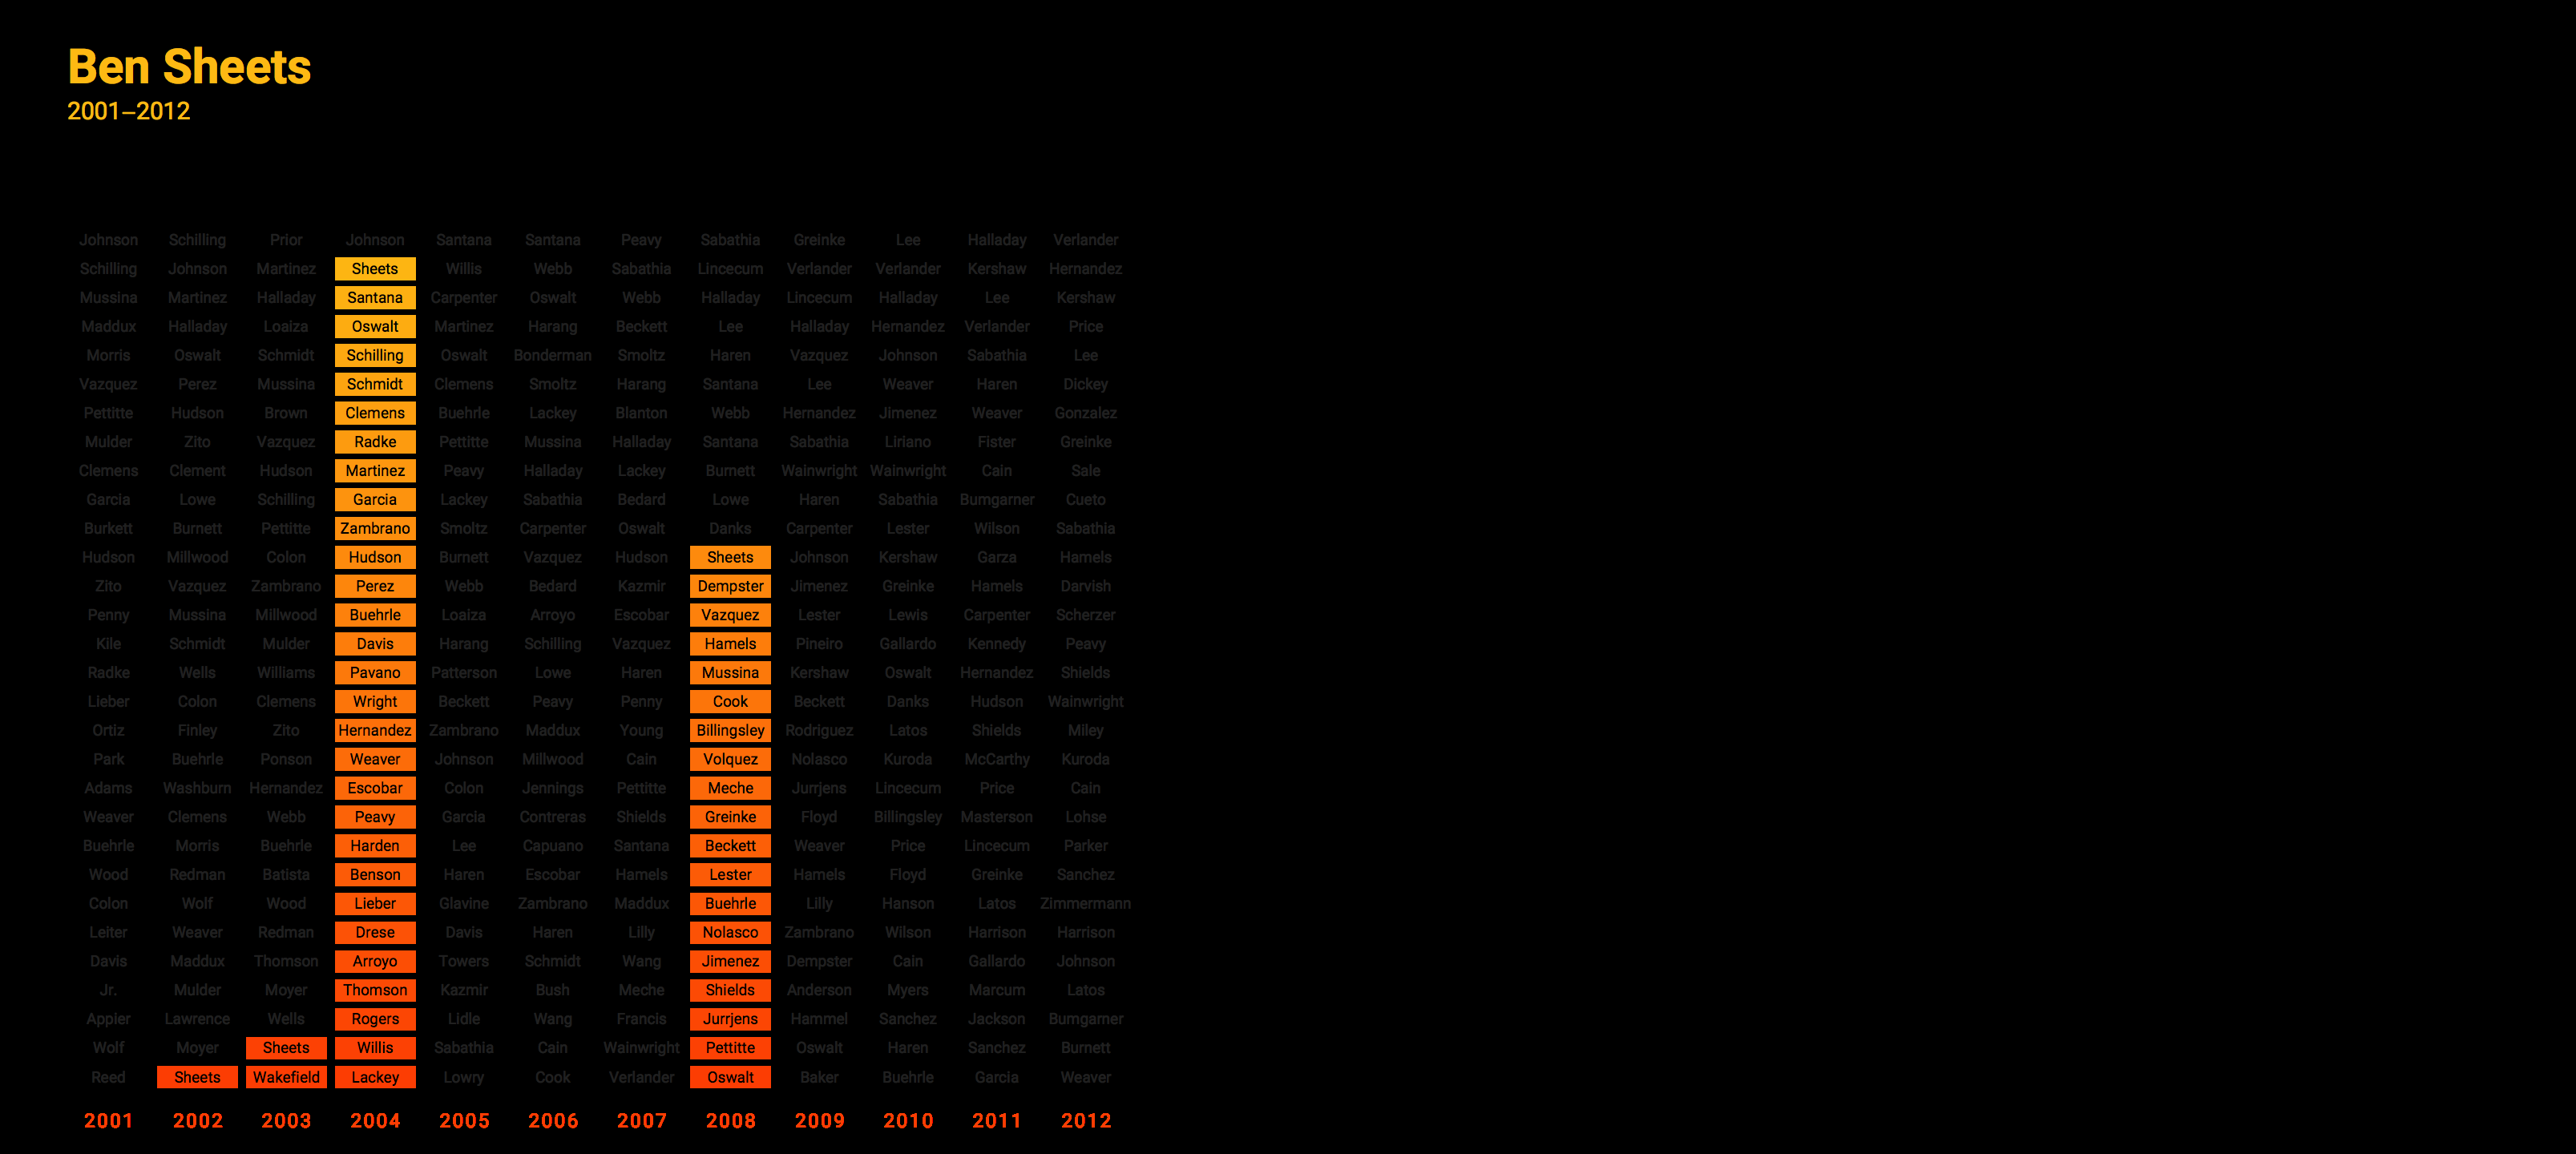 Ben Sheets
2001–2012
Johnson Schilling Prior Johnson Santana Santana Peavy Sabathia Greinke Lee Halladay Verlander
Schilling Johnson Martinez Sheets Willis Webb Sabathia Lincecum Verlander Verlander Kershaw Hernandez
Mussina Martinez Halladay Santana Carpenter Oswalt Webb Halladay Lincecum Halladay Lee Kershaw
Maddux Halladay Loaiza Oswalt Martinez Harang Beckett Lee Halladay Hernandez Verlander Price
Morris Oswalt Schmidt Schilling Oswalt Bonderman Smoltz Haren Vazquez Johnson Sabathia Lee
Vazquez Perez Mussina Schmidt Clemens Smoltz Harang Santana Lee Weaver Haren Dickey
Pettitte Hudson Brown Clemens Buehrle Lackey Blanton Webb Hernandez Jimenez Weaver Gonzalez
Mulder Zito Vazquez Radke Pettitte Mussina Halladay Santana Sabathia Liriano Fister Greinke
Clemens Clement Hudson Martinez Peavy Halladay Lackey Burnett Wainwright Wainwright Cain Sale
Garcia Lowe Schilling Garcia Lackey Sabathia Bedard Lowe Haren Sabathia Bumgarner Cueto
Burkett Burnett Pettitte Zambrano Smoltz Carpenter Oswalt Danks Carpenter Lester Wilson Sabathia
Hudson Millwood Colon Hudson Burnett Vazquez Hudson Sheets Johnson Kershaw Garza Hamels
Zito Vazquez Zambrano Perez Webb Bedard Kazmir Dempster Jimenez Greinke Hamels Darvish
Penny Mussina Millwood Buehrle Loaiza Arroyo Escobar Vazquez Lester Lewis Carpenter Scherzer
Kile Schmidt Mulder Davis Harang Schilling Vazquez Hamels Pineiro Gallardo Kennedy Peavy
Radke Wells Williams Pavano Patterson Lowe Haren Mussina Kershaw Oswalt Hernandez Shields
Lieber Colon Clemens Wright Beckett Peavy Penny Cook Beckett Danks Hudson Wainwright
Ortiz Finley Zito Hernandez Zambrano Maddux Young Billingsley Rodriguez Latos Shields Miley
Park Buehrle Ponson Weaver Johnson Millwood Cain Volquez Nolasco Kuroda McCarthy Kuroda
Adams Washburn Hernandez Escobar Colon Jennings Pettitte Meche Jurrjens Lincecum Price Cain
Weaver Clemens Webb Peavy Garcia Contreras Shields Greinke Floyd Billingsley Masterson Lohse
Buehrle Morris Buehrle Harden Lee Capuano Santana Beckett Weaver Price Lincecum Parker
Wood Redman Batista Benson Haren Escobar Hamels Lester Hamels Floyd Greinke Sanchez
Colon Wolf Wood Lieber Glavine Zambrano Maddux Buehrle Lilly Hanson Latos Zimmermann
Leiter Weaver Redman Drese Davis Haren Lilly Nolasco Zambrano Wilson Harrison Harrison
Davis Maddux Thomson Arroyo Towers Schmidt Wang Jimenez Dempster Cain Gallardo Johnson
Jr. Mulder Moyer Thomson Kazmir Bush Meche Shields Anderson Myers Marcum Latos
Appier Lawrence Wells Rogers Lidle Wang Francis Jurrjens Hammel Sanchez Jackson Bumgarner
Wolf Moyer Sheets Willis Sabathia Cain Wainwright Pettitte Oswalt Haren Sanchez Burnett
Reed Sheets Wakefield Lackey Lowry Cook Verlander Oswalt Baker Buehrle Garcia Weaver
2001 2002 2003 2004 2005 2006 2007 2008 2009 2010 2011 2012